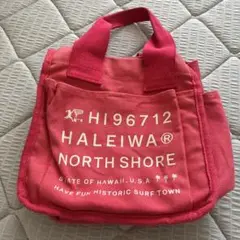 HI96712
HALEIWA®
NORTH SHORE
STATE OF HAWAII, U.S.A
HAVE FUN HISTORIC SURF TOWN